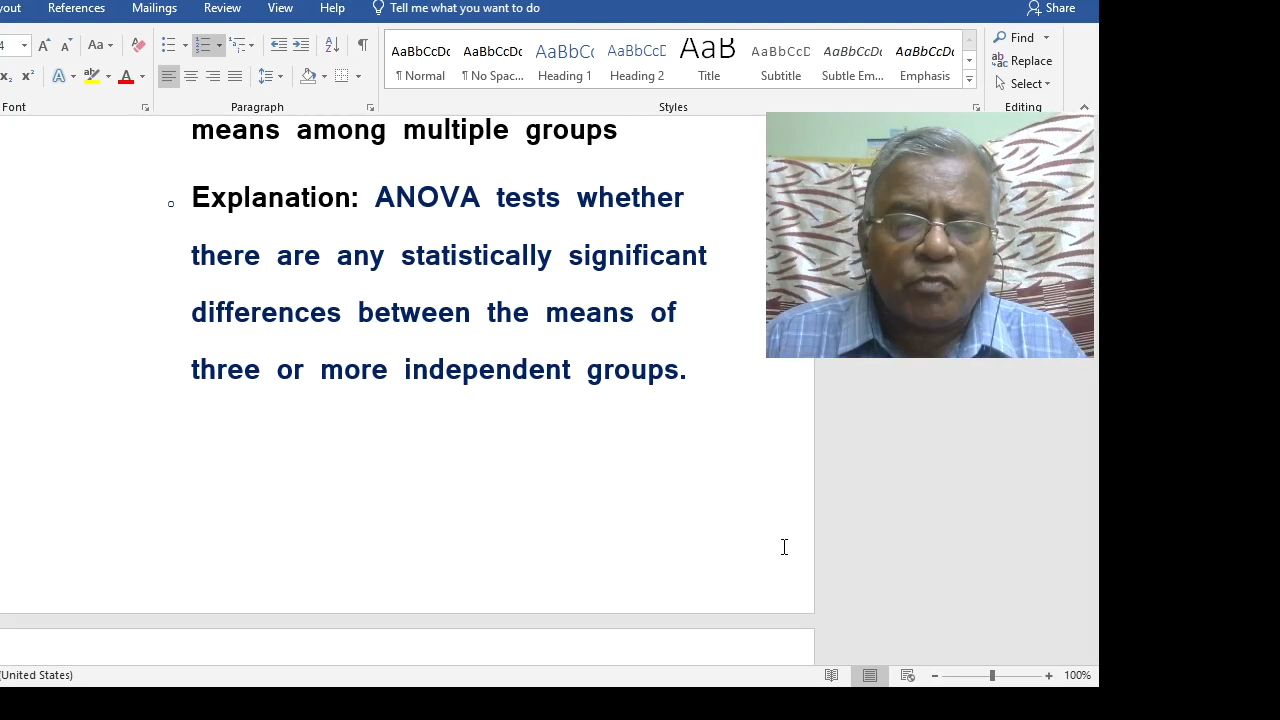 yout References Mailings Review View Help Tell me what you want to do Share
Aa
Find
Replace
Select
AaBbCcDc AaBbCcDc AaBbCc AaBbCcD AaB AaBbCcD AaBbCcDc AaBbCcDc
¶ Normal ¶ No Spac... Heading 1 Heading 2 Title Subtitle Subtle Em... Emphasis
Font Paragraph Styles Editing
means among multiple groups
Explanation: ANOVA tests whether
there are any statistically significant
differences between the means of
three or more independent groups.
(United States) 100%